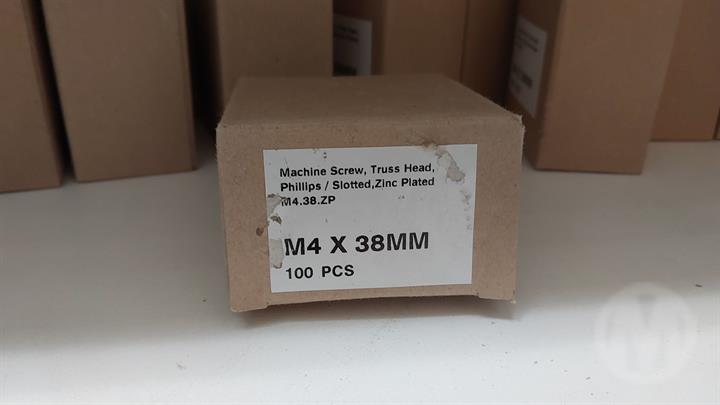 Machine Screw, Truss Head,
Phillips / Slotted,Zinc Plated
M4.38.ZP
M4 X 38MM
100 PCS
M